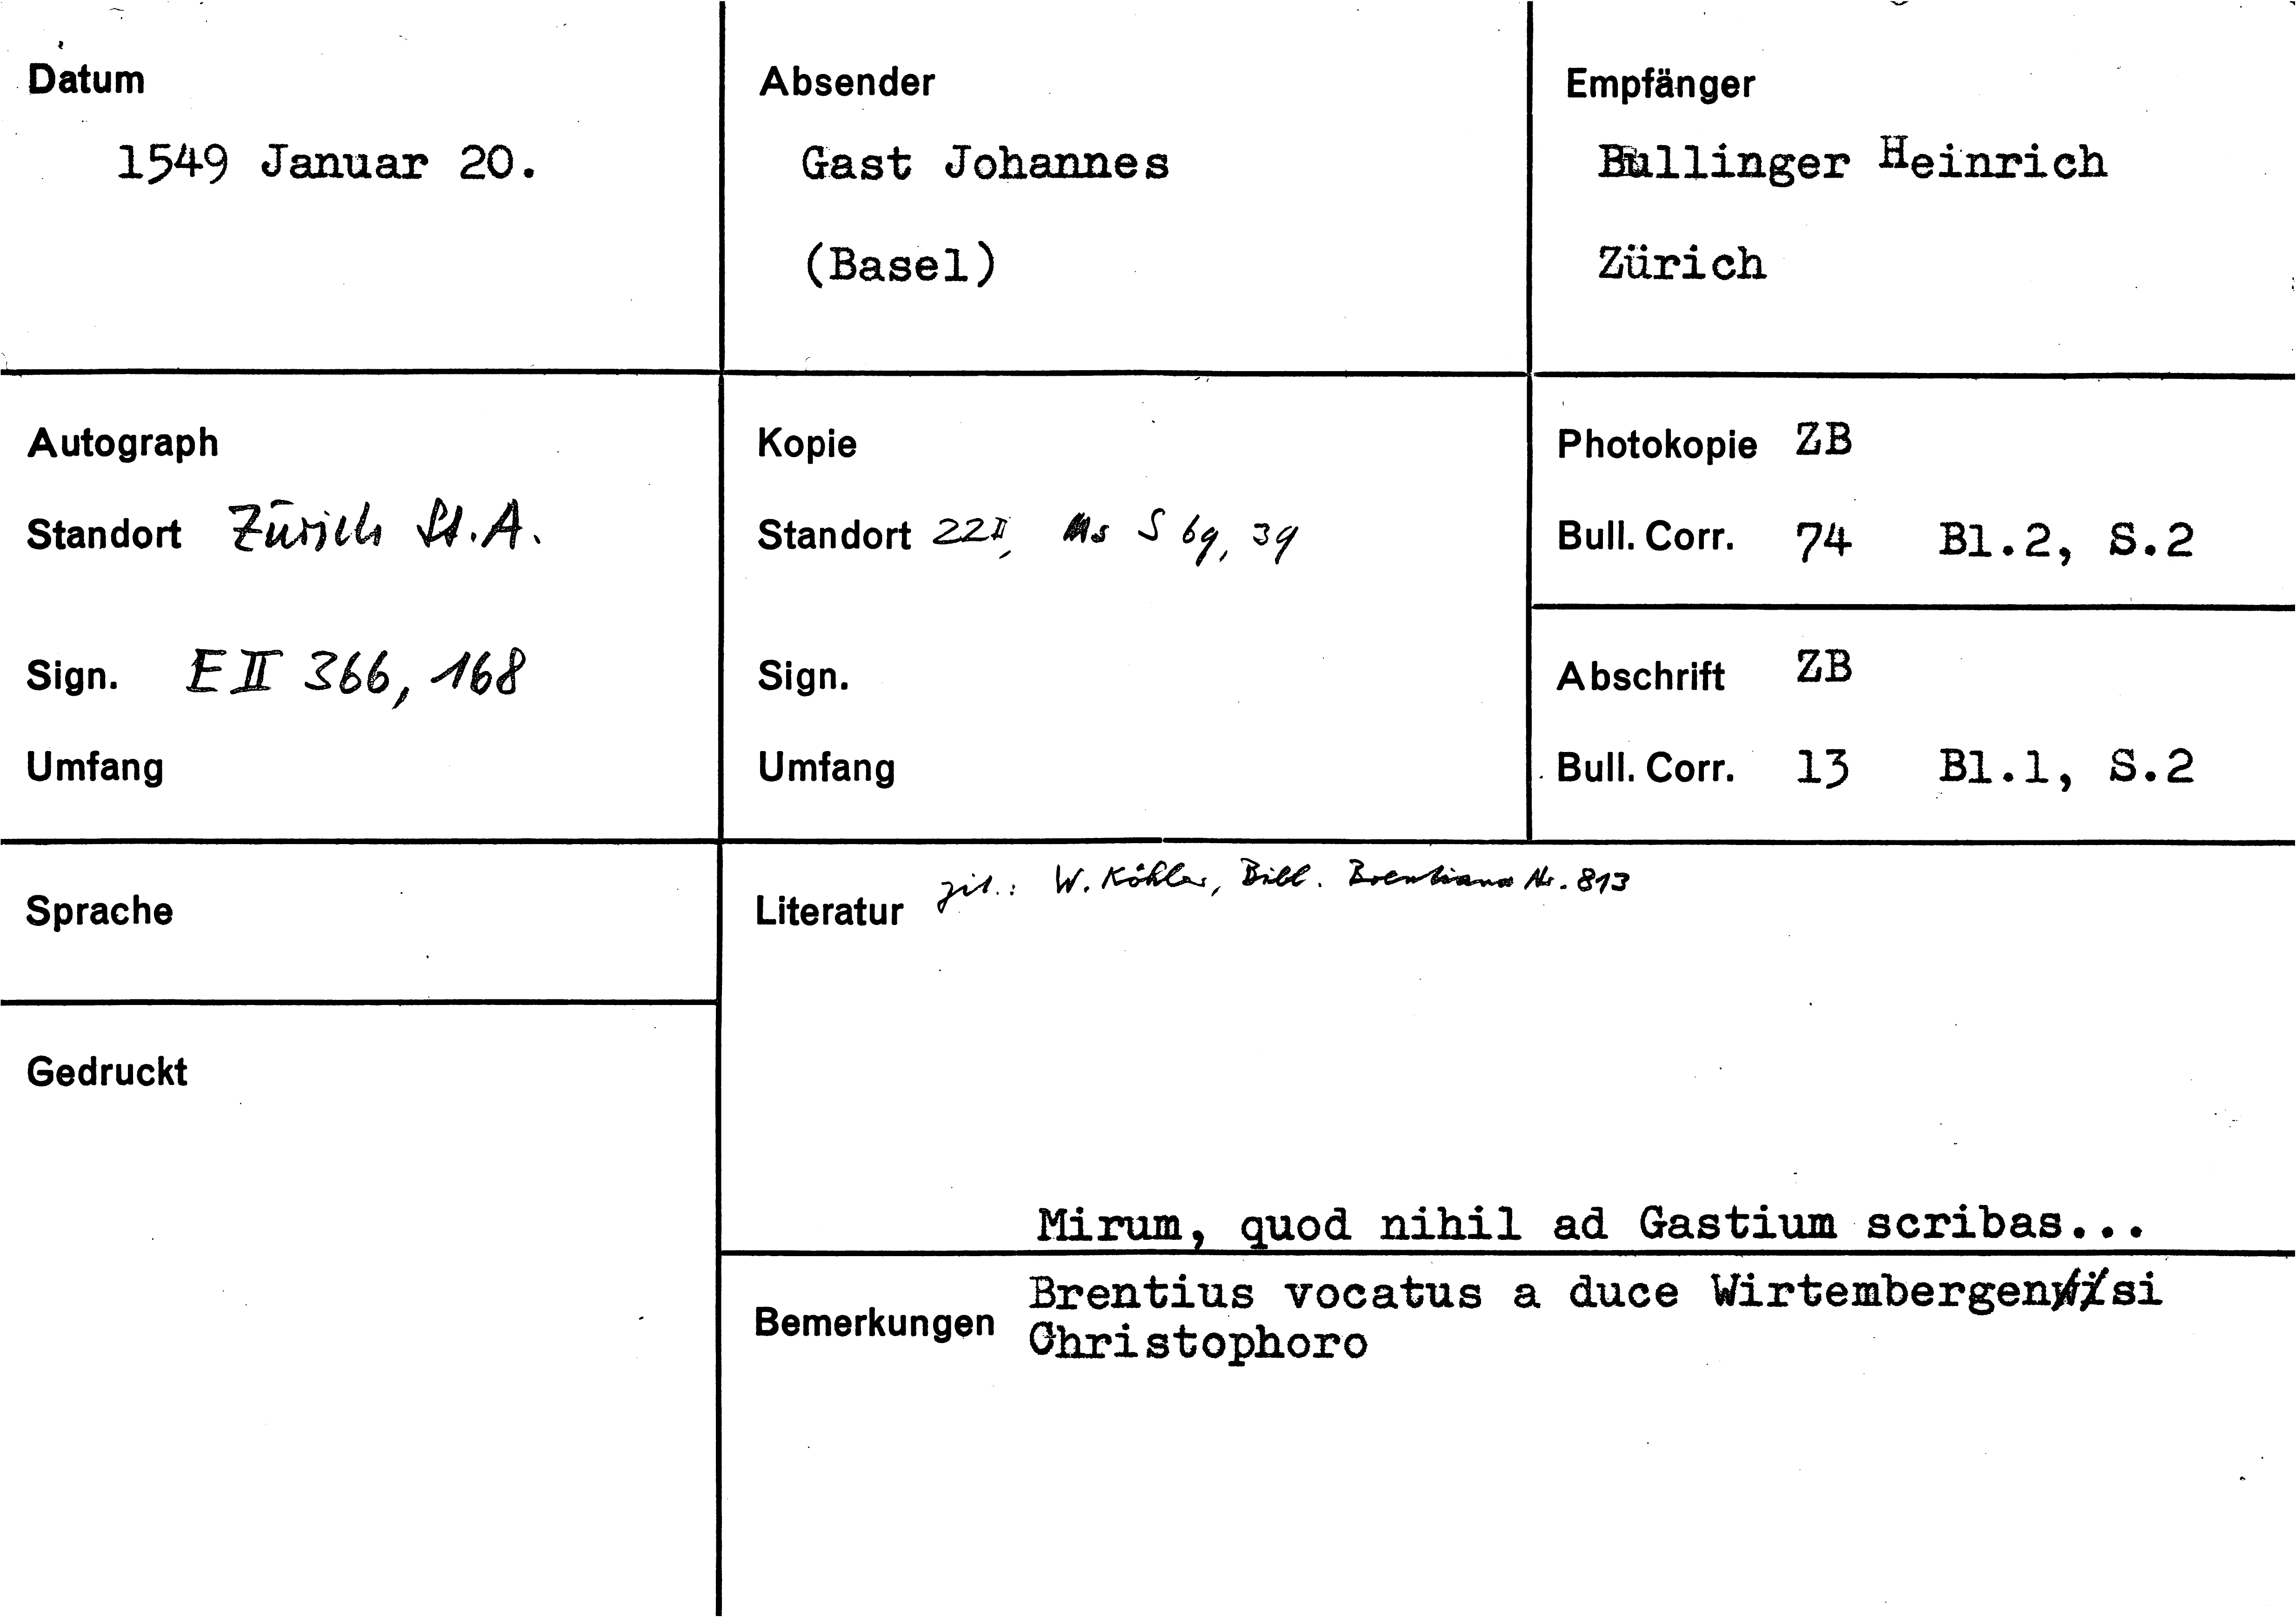 Datum
1549 Januar 20.
Absender
Gast Johannes
(Basel)
Empfänger
Bullinger Heinrich
Zürich
Autograph
Standort Zürich St.A.
Sign. E II 366, 168
Umfang
Kopie
Standort ZZB, Ms S 69, 39
Sign.
Umfang
Photokopie ZB
Bull. Corr. 74 Bl.2, S.2
Abschrift ZB
Bull. Corr. 13 Bl.1, S.2
Sprache
Gedruckt
Literatur zit.: W. Köhler, Bibl. Brentiana Nr. 813
Mirum, quod nihil ad Gastium scribas...
Bemerkungen
Brentius vocatus a duce Wirtembergensi
Christophoro